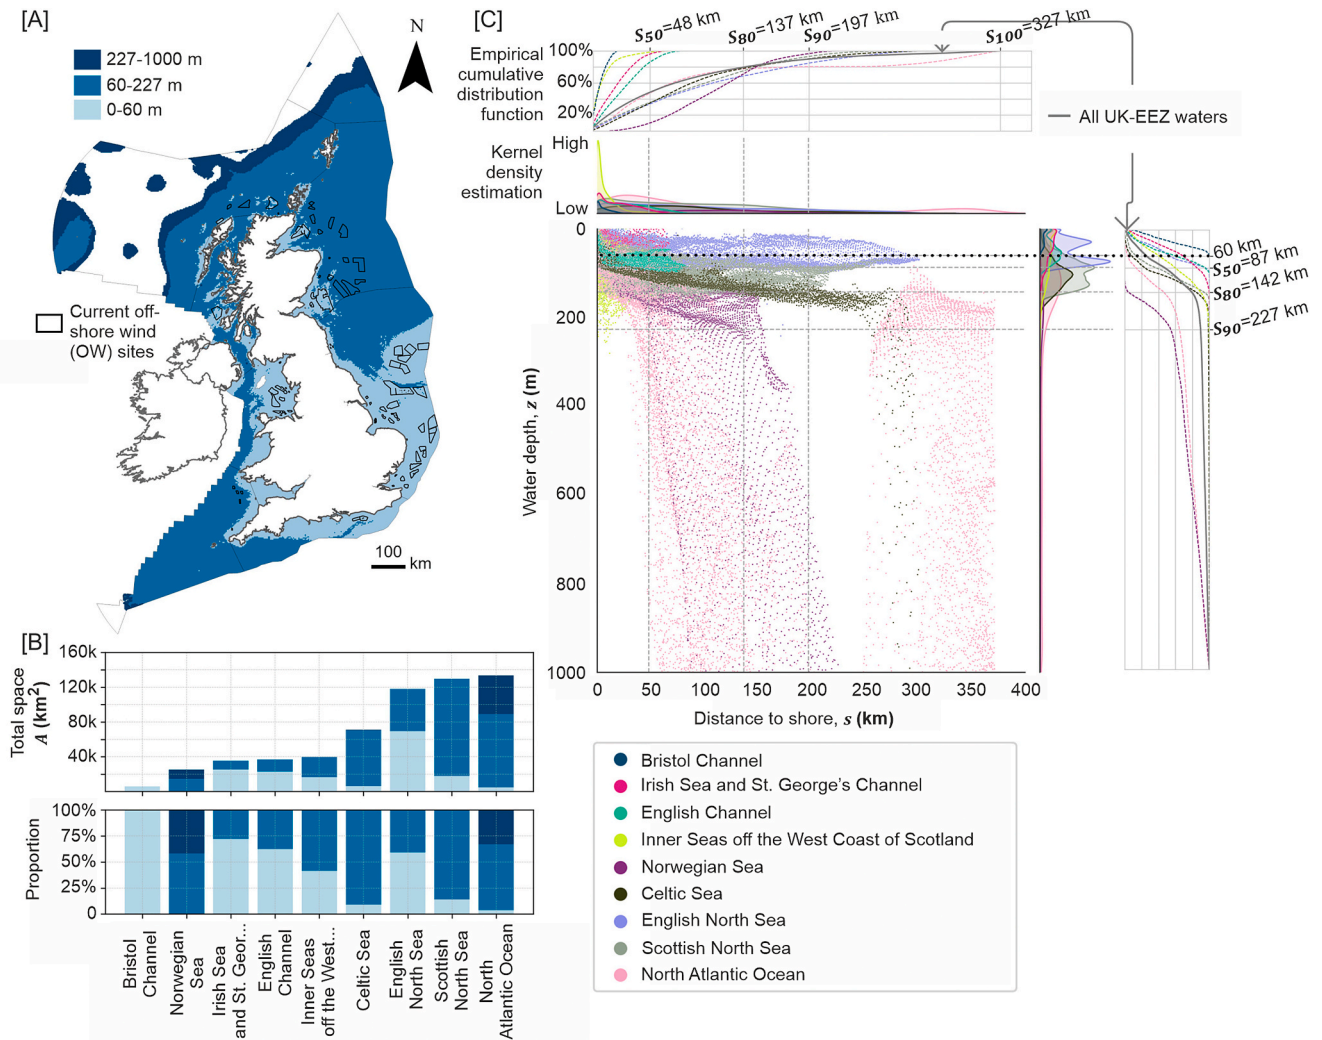 [A]
N
227-1000 m
60-227 m
0-60 m
Current off-
shore wind
(OW) sites
100
km
[B]
Total space
A (km²)
160k
120k
80k
40k
Proportion
100%
75%
50%
25%
0
Bristol
Channel
Norwegian
Sea
Irish Sea
and St. Geor...
English
Channel
Inner Seas
off the West...
Celtic Sea
English
North Sea
Scottish
North Sea
North
Atlantic Ocean
[C]
S50=48 km
S80=137 km
S90=197 km
S100=327 km
Empirical
cumulative
distribution
function
100%
60%
20%
All UK-EEZ waters
Kernel
density
estimation
High
Low
Water depth, z (m)
0
200
400
600
800
1000
60 km
S50=87 km
S80=142 km
S90=227 km
0
50
100
150
200
250
300
350
400
Distance to shore, s (km)
Bristol Channel
Irish Sea and St. George's Channel
English Channel
Inner Seas off the West Coast of Scotland
Norwegian Sea
Celtic Sea
English North Sea
Scottish North Sea
North Atlantic Ocean